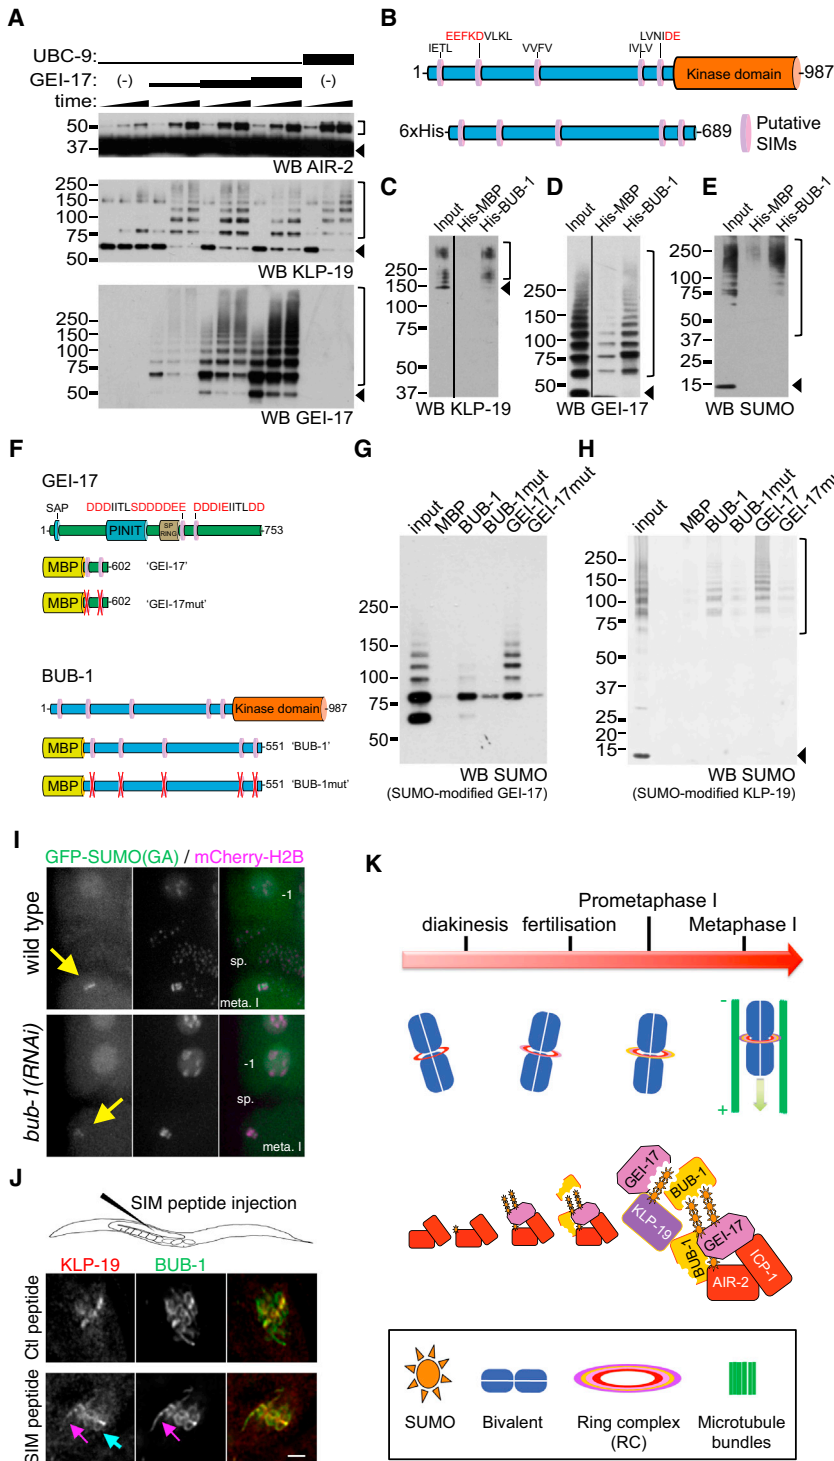 A
UBC-9:
GEI-17: (-) (-)
time:
50
37
WB AIR-2
250
150
100
75
50
WB KLP-19
250
150
100
75
50
WB GEI-17
B
EEFKDVLKL LVNIDE
IETL VVFV IVLV
1- Kinase domain -987
6xHis -689 Putative SIMs
C
Input His-MBP His-BUB-1
250
150
100
75
50
37
WB KLP-19
D
Input His-MBP His-BUB-1
250
150
100
75
50
WB GEI-17
E
Input His-MBP His-BUB-1
250
150
100
75
50
37
25
15
WB SUMO
F
GEI-17
SAP DDDIITLSDDDDEE DDDIEIITLDD
1- PINIT SP RING -753
MBP -602 'GEI-17'
MBP -602 'GEI-17mut'
BUB-1
1- Kinase domain -987
MBP -551 'BUB-1'
MBP -551 'BUB-1mut'
G
input MBP BUB-1 BUB-1mut GEI-17 GEI-17mut
250
150
100
75
50
WB SUMO
(SUMO-modified GEI-17)
H
input MBP BUB-1 BUB-1mut GEI-17 GEI-17mut
250
150
100
75
50
37
25
20
15
WB SUMO
(SUMO-modified KLP-19)
I
GFP-SUMO(GA) / mCherry-H2B
wild type
-1
sp.
meta. I
bub-1(RNAi)
-1
sp.
meta. I
J
SIM peptide injection
KLP-19 BUB-1
Ctl peptide
SIM peptide
K
Prometaphase I
diakinesis fertilisation Metaphase I
-
+
GEI-17
BUB-1
KLP-19
GEI-17
BUB-1
ICP-1
AIR-2
SUMO Bivalent Ring complex (RC) Microtubule bundles